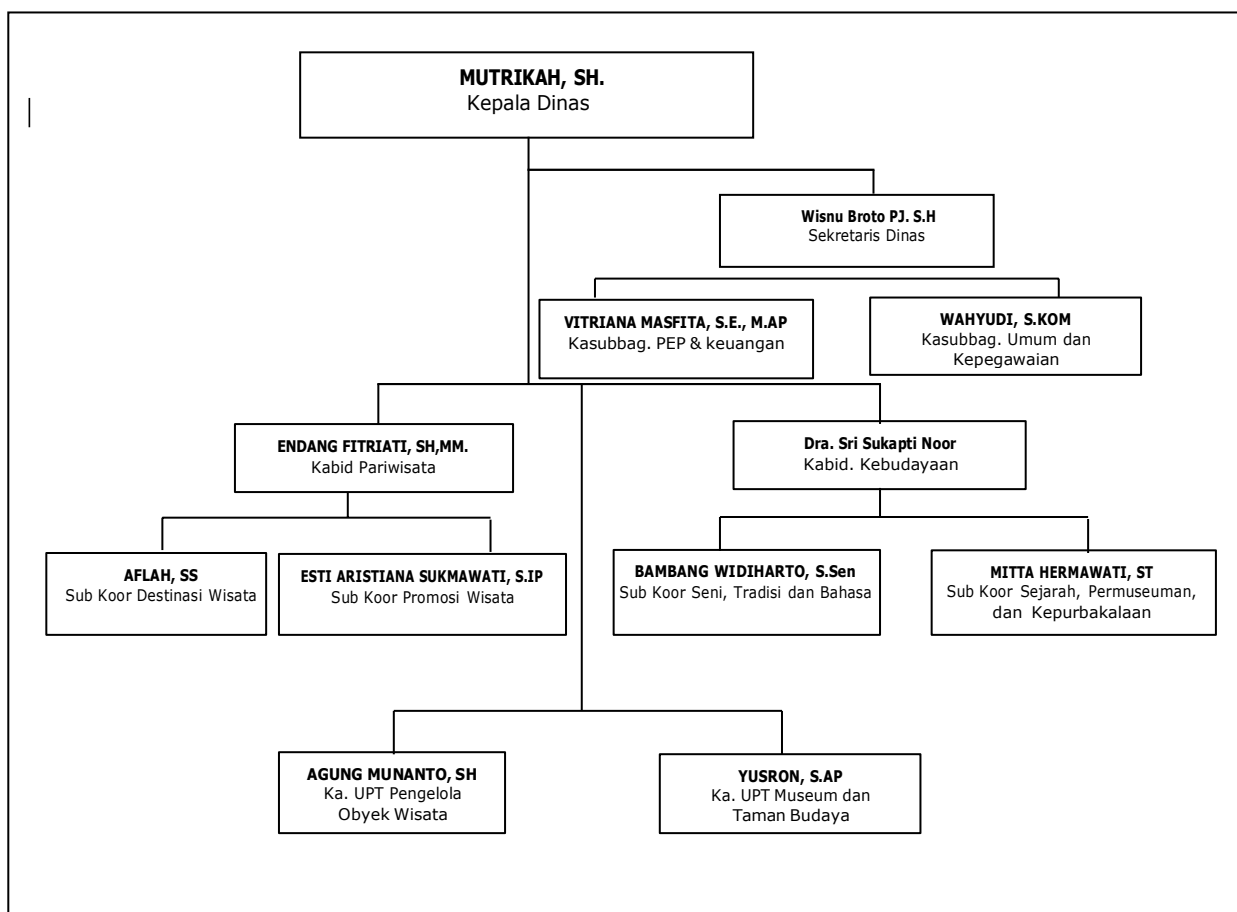 MUTRIKAH, SH.
Kepala Dinas
Wisnu Broto PJ. S.H
Sekretaris Dinas
VITRIANA MASFITA, S.E., M.AP
Kasubbag. PEP & keuangan
WAHYUDI, S.KOM
Kasubbag. Umum dan
Kepegawaian
ENDANG FITRIATI, SH,MM.
Kabid Pariwisata
Dra. Sri Sukapti Noor
Kabid. Kebudayaan
AFLAH, SS
Sub Koor Destinasi Wisata
ESTI ARISTIANA SUKMAWATI, S.IP
Sub Koor Promosi Wisata
BAMBANG WIDIHARTO, S.Sen
Sub Koor Seni, Tradisi dan Bahasa
MITTA HERMAWATI, ST
Sub Koor Sejarah, Permuseuman,
dan Kepurbakalaan
AGUNG MUNANTO, SH
Ka. UPT Pengelola
Obyek Wisata
YUSRON, S.AP
Ka. UPT Museum dan
Taman Budaya